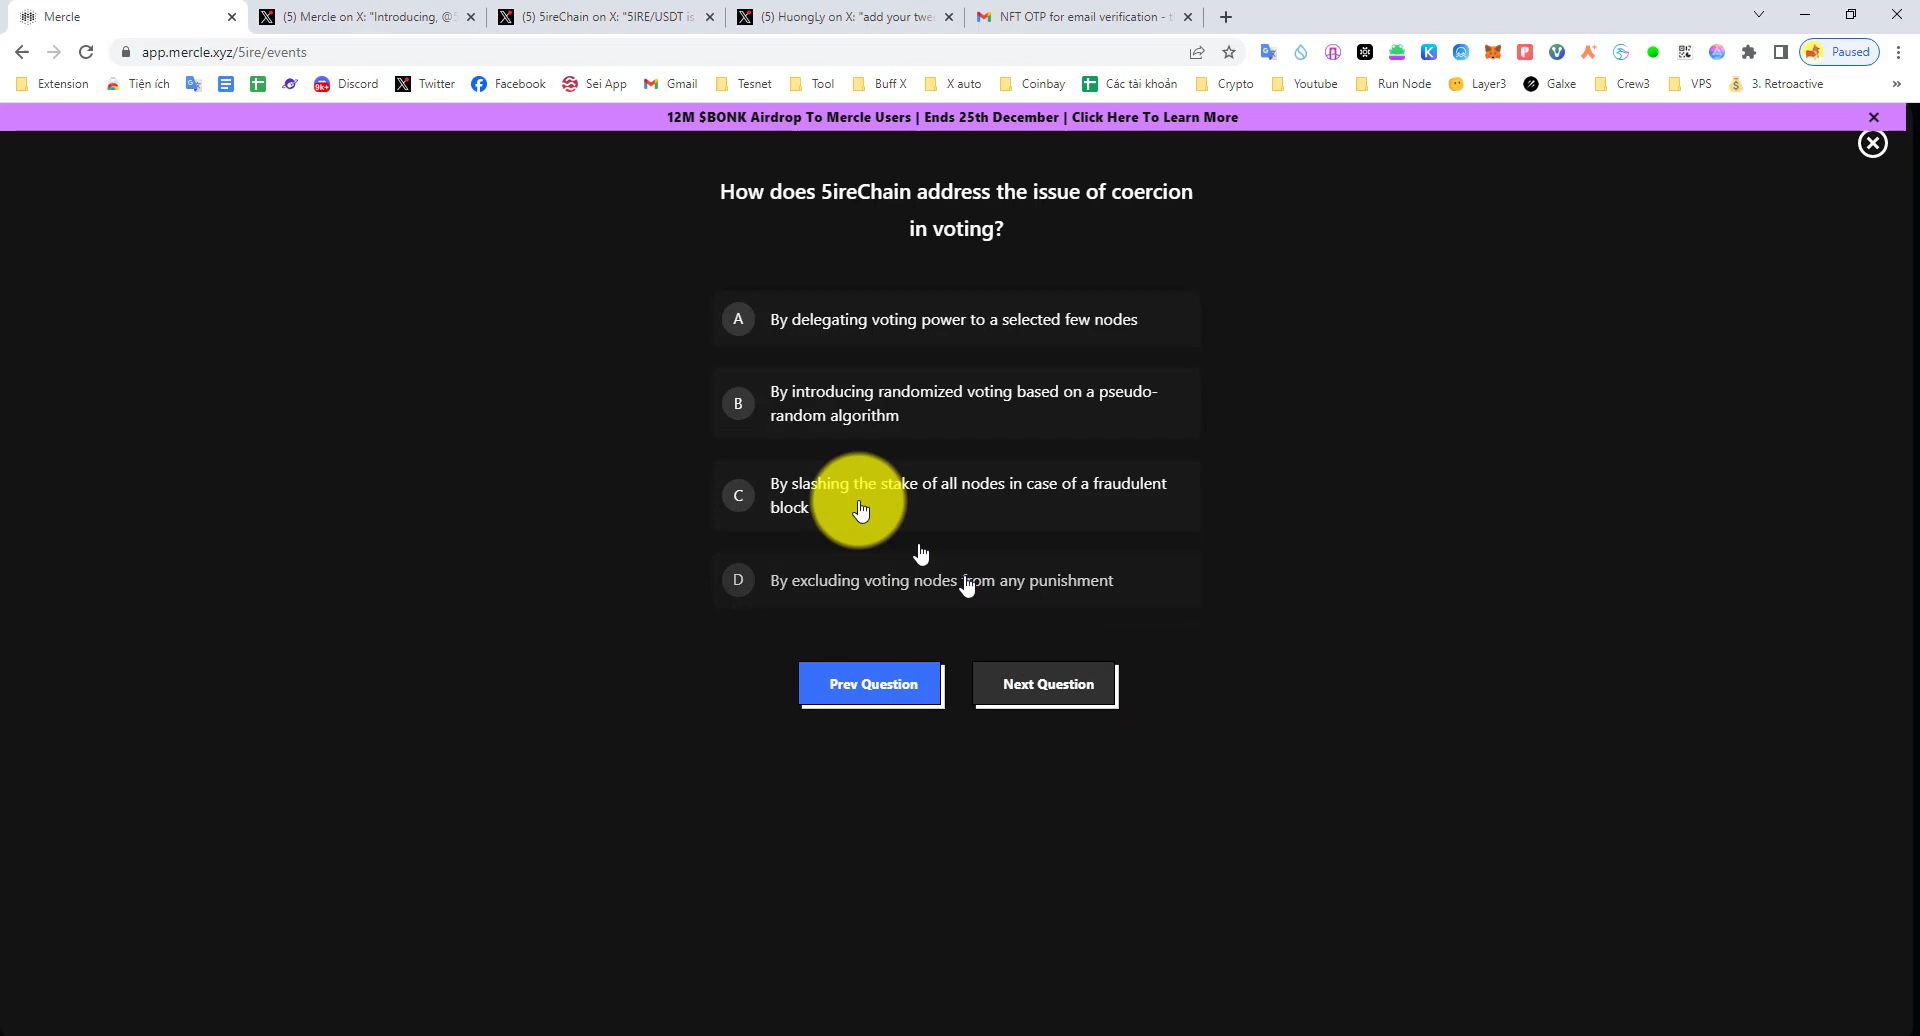 Mercle
(5) Mercle on X: "Introducing, @5
(5) 5ireChain on X: "5IRE/USDT is
(5) HuongLy on X: "add your twe
NFT OTP for email verification - t
app.mercle.xyz/5ire/events
Paused
Extension
Tiện ích
9K+
Discord
Twitter
Facebook
Sei App
Gmail
Tesnet
Tool
Buff X
X auto
Coinbay
Các tài khoản
Crypto
Youtube
Run Node
Layer3
Galxe
Crew3
VPS
3. Retroactive
»
12M $BONK Airdrop To Mercle Users | Ends 25th December | Click Here To Learn More
How does 5ireChain address the issue of coercion
in voting?
A
By delegating voting power to a selected few nodes
B
By introducing randomized voting based on a pseudo-
random algorithm
C
By slashing the stake of all nodes in case of a fraudulent
block
D
By excluding voting nodes from any punishment
Prev Question
Next Question